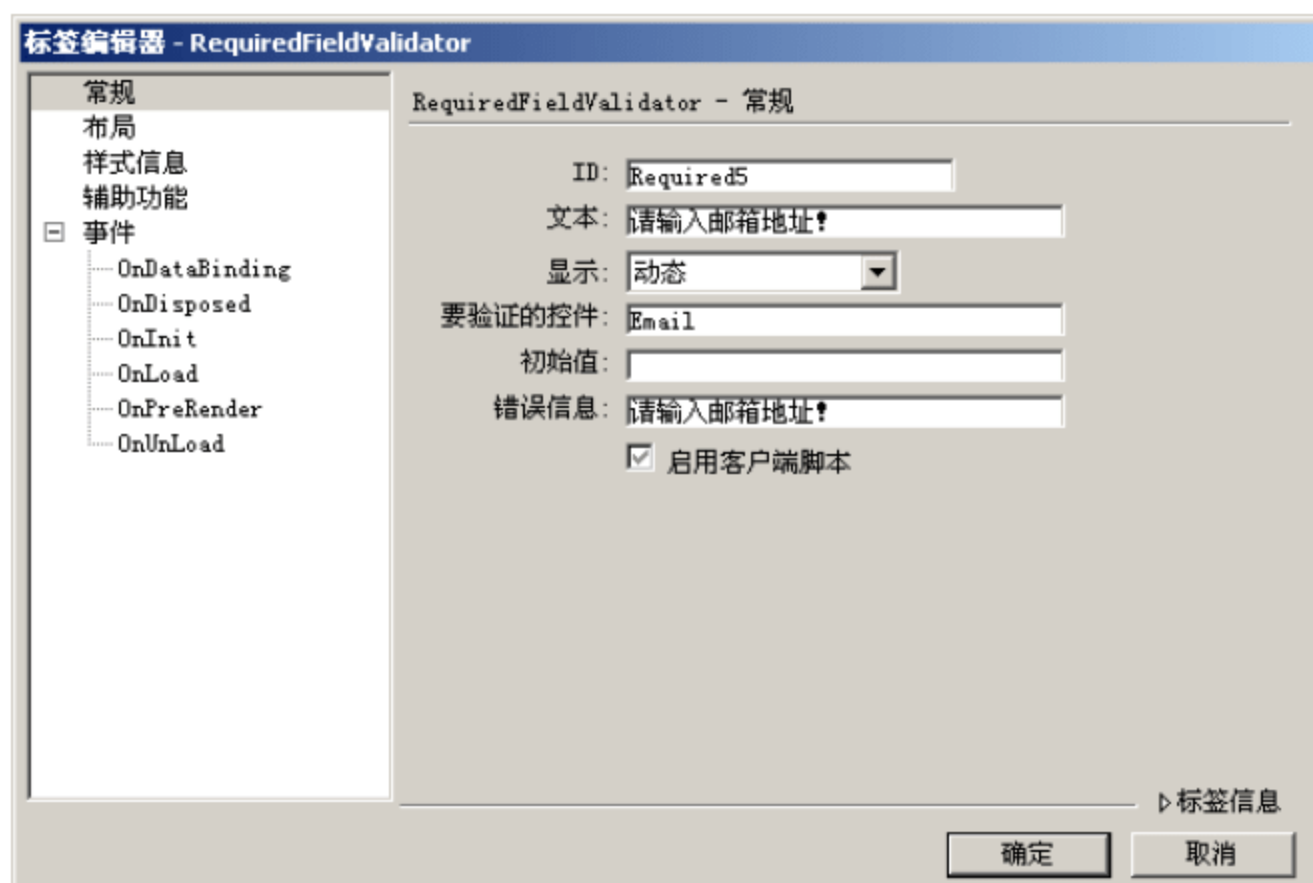 标签编辑器 - RequiredFieldValidator
常规
布局
样式信息
辅助功能
事件
OnDataBinding
OnDisposed
OnInit
OnLoad
OnPreRender
OnUnLoad
RequiredFieldValidator - 常规
ID: Required5
文本: 请输入邮箱地址!
显示: 动态
要验证的控件: Email
初始值:
错误信息: 请输入邮箱地址!
启用客户端脚本
标签信息
确定 取消